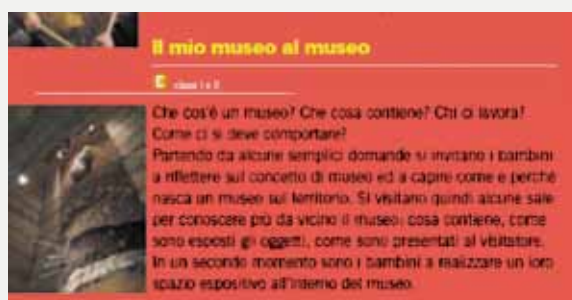 Il mio museo al museo
E classi I e II
Che cos'è un museo? Che cosa contiene? Chi ci lavora?
Come ci si deve comportare?
Partendo da alcune semplici domande si invitano i bambini
a riflettere sul concetto di museo ed a capire come e perché
nasca un museo sul territorio. Si visitano quindi alcune sale
per conoscere più da vicino il museo: cosa contiene, come
sono esposti gli oggetti, come sono presentati al visitatore.
In un secondo momento sono i bambini a realizzare un loro
spazio espositivo all'interno del museo.